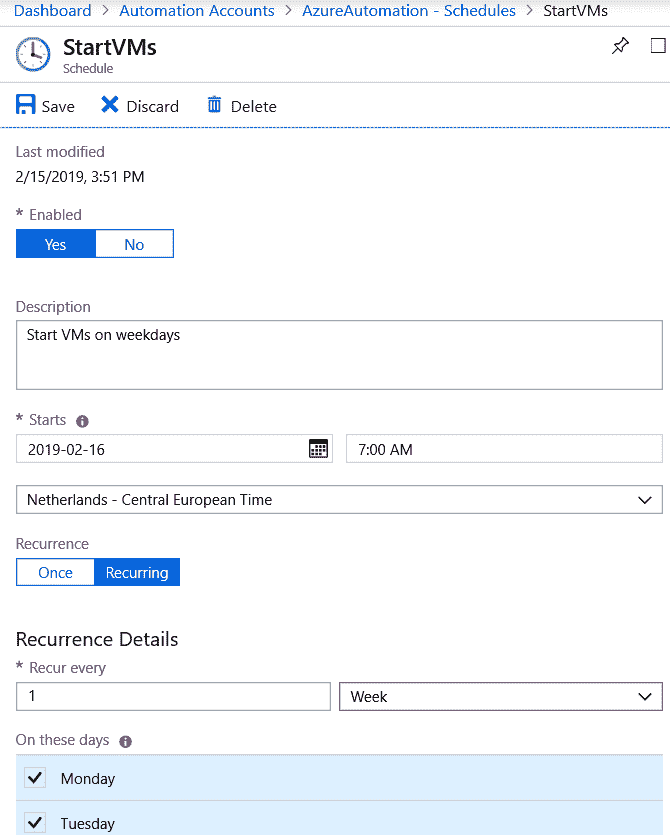 Dashboard > Automation Accounts > AzureAutomation - Schedules > StartVMs
StartVMs
Schedule
Save Discard Delete
Last modified
2/15/2019, 3:51 PM
* Enabled
Yes No
Description
Start VMs on weekdays
* Starts
2019-02-16 7:00 AM
Netherlands - Central European Time
Recurrence
Once Recurring
Recurrence Details
* Recur every
1 Week
On these days
Monday
Tuesday